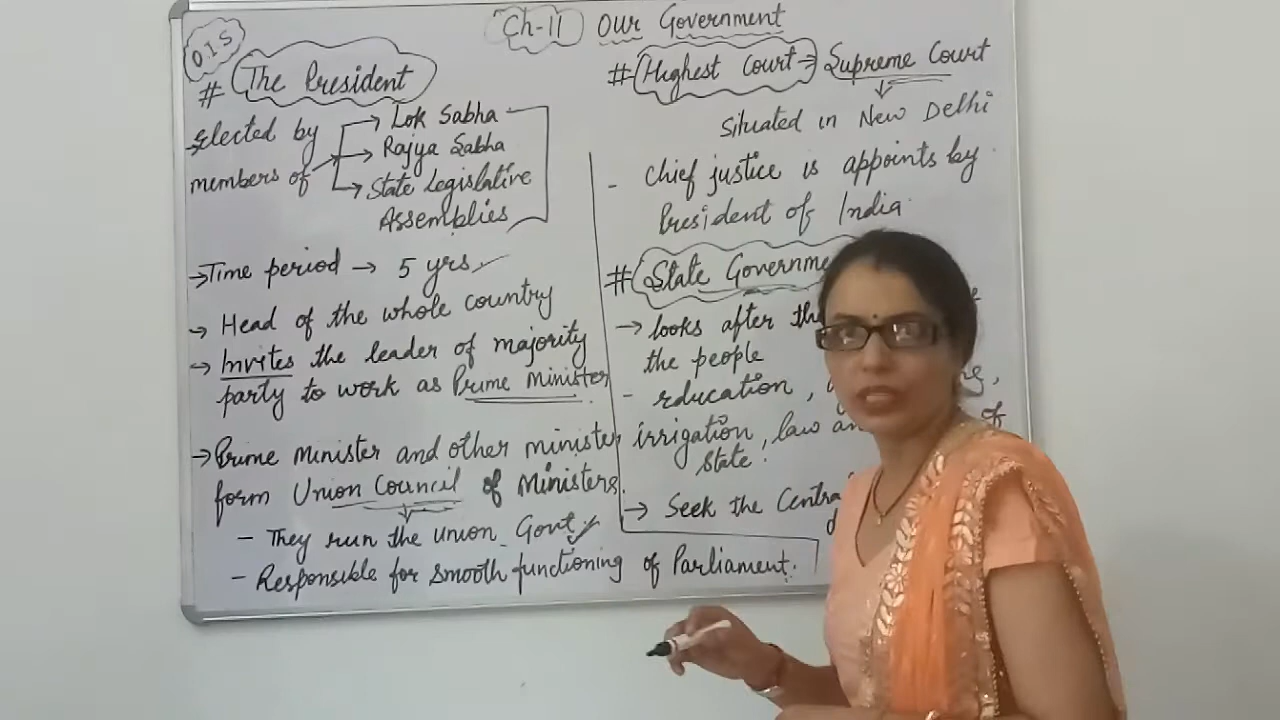 Ch-11 Our Government
O.I.S
# The President
→ elected by
members of → Lok Sabha
→ Rajya Sabha
→ State Legislative
Assemblies
→ Time period → 5 yrs
→ Head of the whole country
→ Invites the leader of majority
party to work as Prime Minister
→ Prime Minister and other minister
form Union Council of Ministers.
- They run the union Govt.
- Responsible for smooth functioning of Parliament.
# Highest Court → Supreme Court
Situated in New Delhi
- Chief justice is appoints by
President of India.
# State
→ looks after
the people
- education,
irrigation, law of
State.
→ Seek the